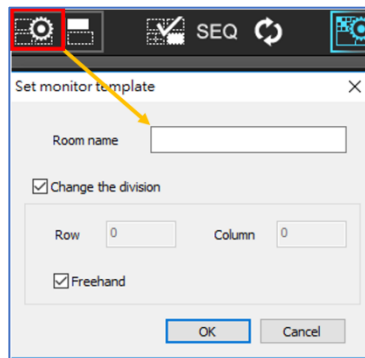 SEQ
Set monitor template
Room name
Change the division
Row 0 Column 0
Freehand
OK Cancel